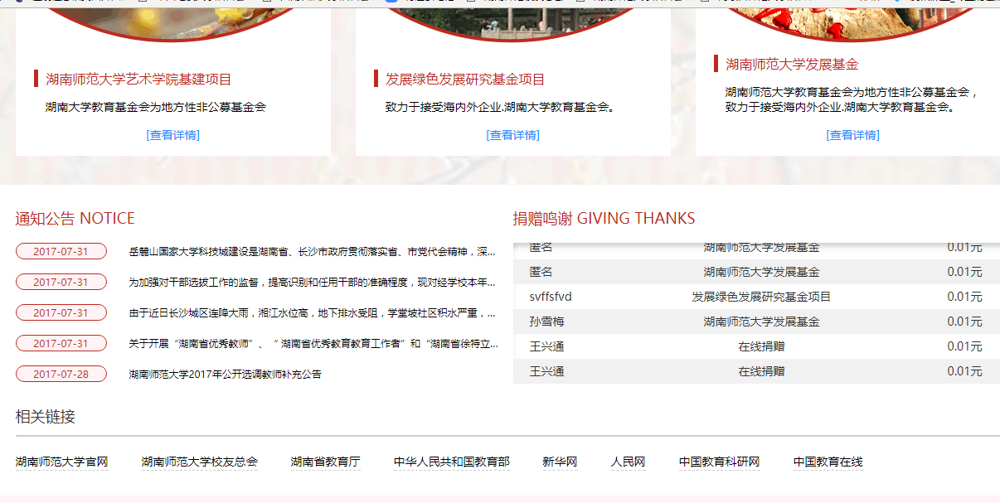 湖南师范大学艺术学院基建项目
湖南大学教育基金会为地方性非公募基金会
[查看详情]
发展绿色发展研究基金项目
致力于接受海内外企业.湖南大学教育基金会。
[查看详情]
湖南师范大学发展基金
湖南师范大学教育基金会为地方性非公募基金会，
致力于接受海内外企业.湖南大学教育基金会。
[查看详情]
通知公告 NOTICE
2017-07-31 岳麓山国家大学科技城建设是湖南省、长沙市政府贯彻落实省、市党代会精神，深...
2017-07-31 为加强对干部选拔工作的监督，提高识别和任用干部的准确程度，现对经学校本年...
2017-07-31 由于近日长沙城区连降大雨，湘江水位高，地下排水受阻，学堂坡社区积水严重，...
2017-07-31 关于开展“湖南省优秀教师”、“ 湖南省优秀教育教育工作者”和“湖南省徐特立...
2017-07-28 湖南师范大学2017年公开选调教师补充公告
捐赠鸣谢 GIVING THANKS
匿名 湖南师范大学发展基金 0.01元
匿名 湖南师范大学发展基金 0.01元
svffsfvd 发展绿色发展研究基金项目 0.01元
孙雪梅 湖南师范大学发展基金 0.01元
王兴通 在线捐赠 0.01元
王兴通 在线捐赠 0.01元
相关链接
湖南师范大学官网 湖南师范大学校友总会 湖南省教育厅 中华人民共和国教育部 新华网 人民网 中国教育科研网 中国教育在线